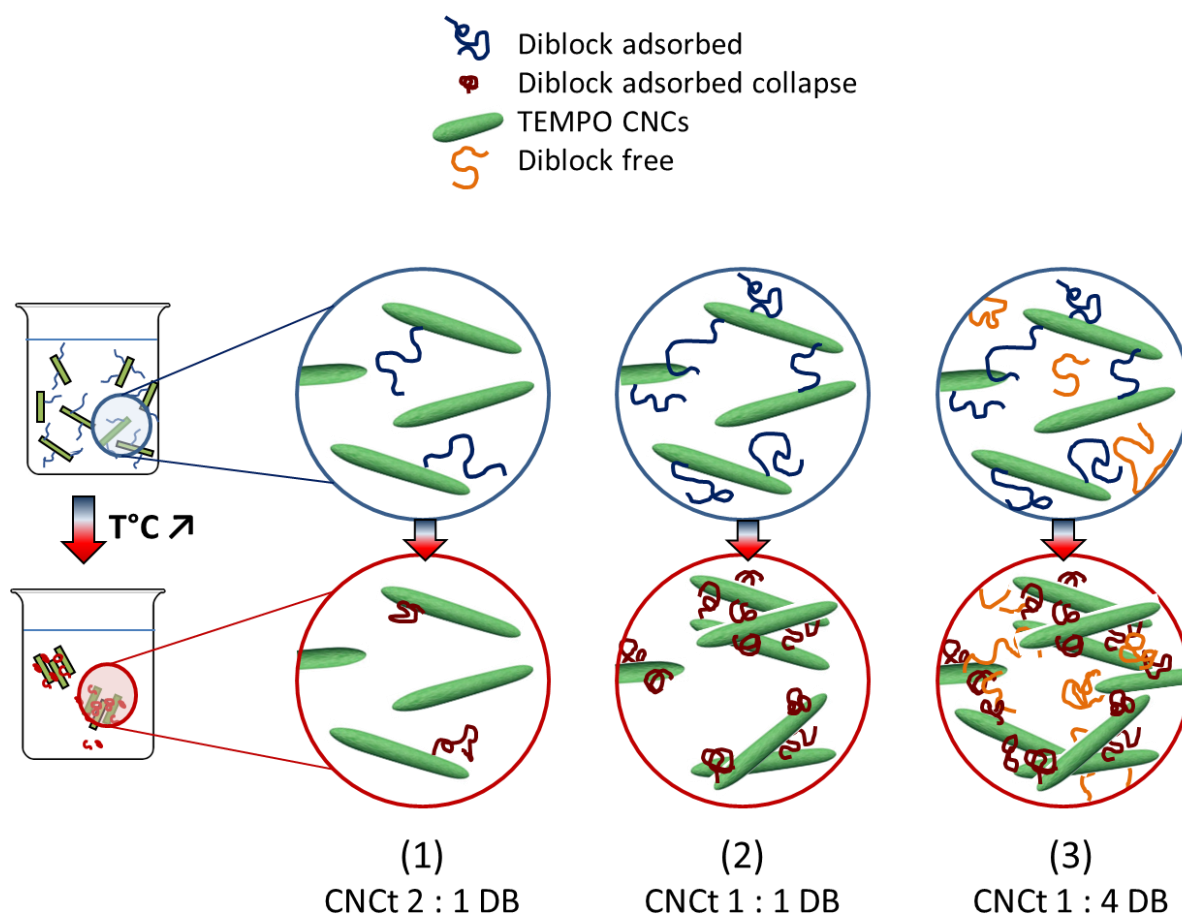 Diblock adsorbed
Diblock adsorbed collapse
TEMPO CNCs
Diblock free
T°C ↗
(1)
CNCt 2 : 1 DB
(2)
CNCt 1 : 1 DB
(3)
CNCt 1 : 4 DB